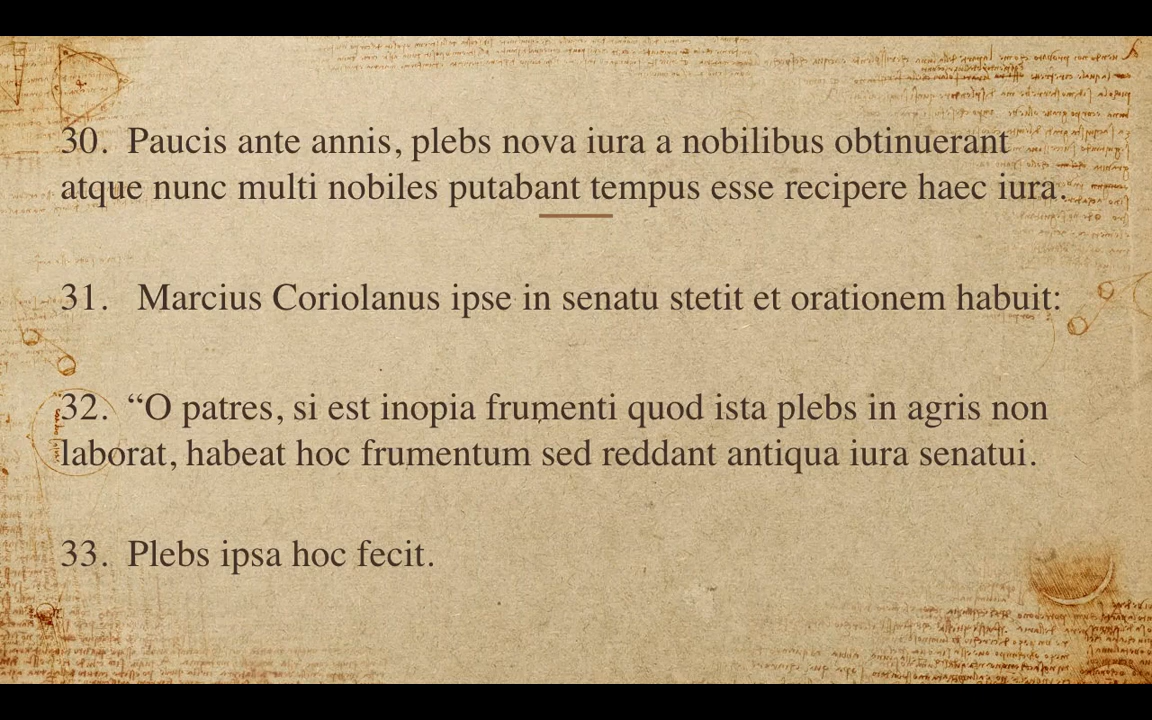 30. Paucis ante annis, plebs nova iura a nobilibus obtinuerant
atque nunc multi nobiles putabant tempus esse recipere haec iura.
31. Marcius Coriolanus ipse in senatu stetit et orationem habuit:
32. “O patres, si est inopia frumenti quod ista plebs in agris non
laborat, habeat hoc frumentum sed reddant antiqua iura senatui.
33. Plebs ipsa hoc fecit.